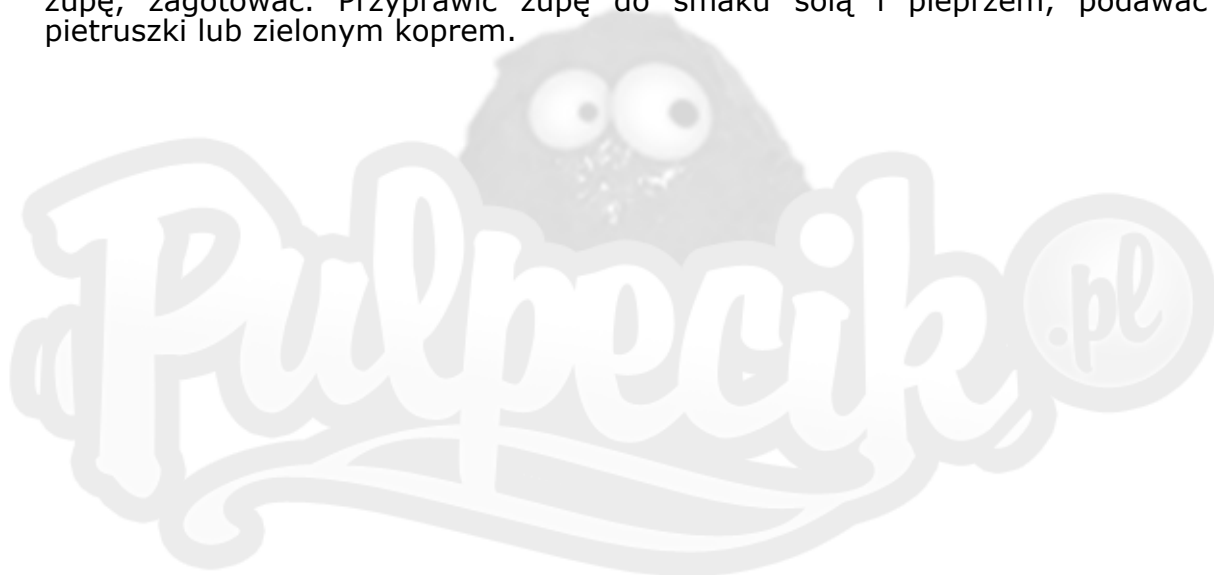 zupę, zagotować. Przyprawić zupę do smaku solą i pieprzem, podawać
pietruszki lub zielonym koprem.
Pulpecik
.pl